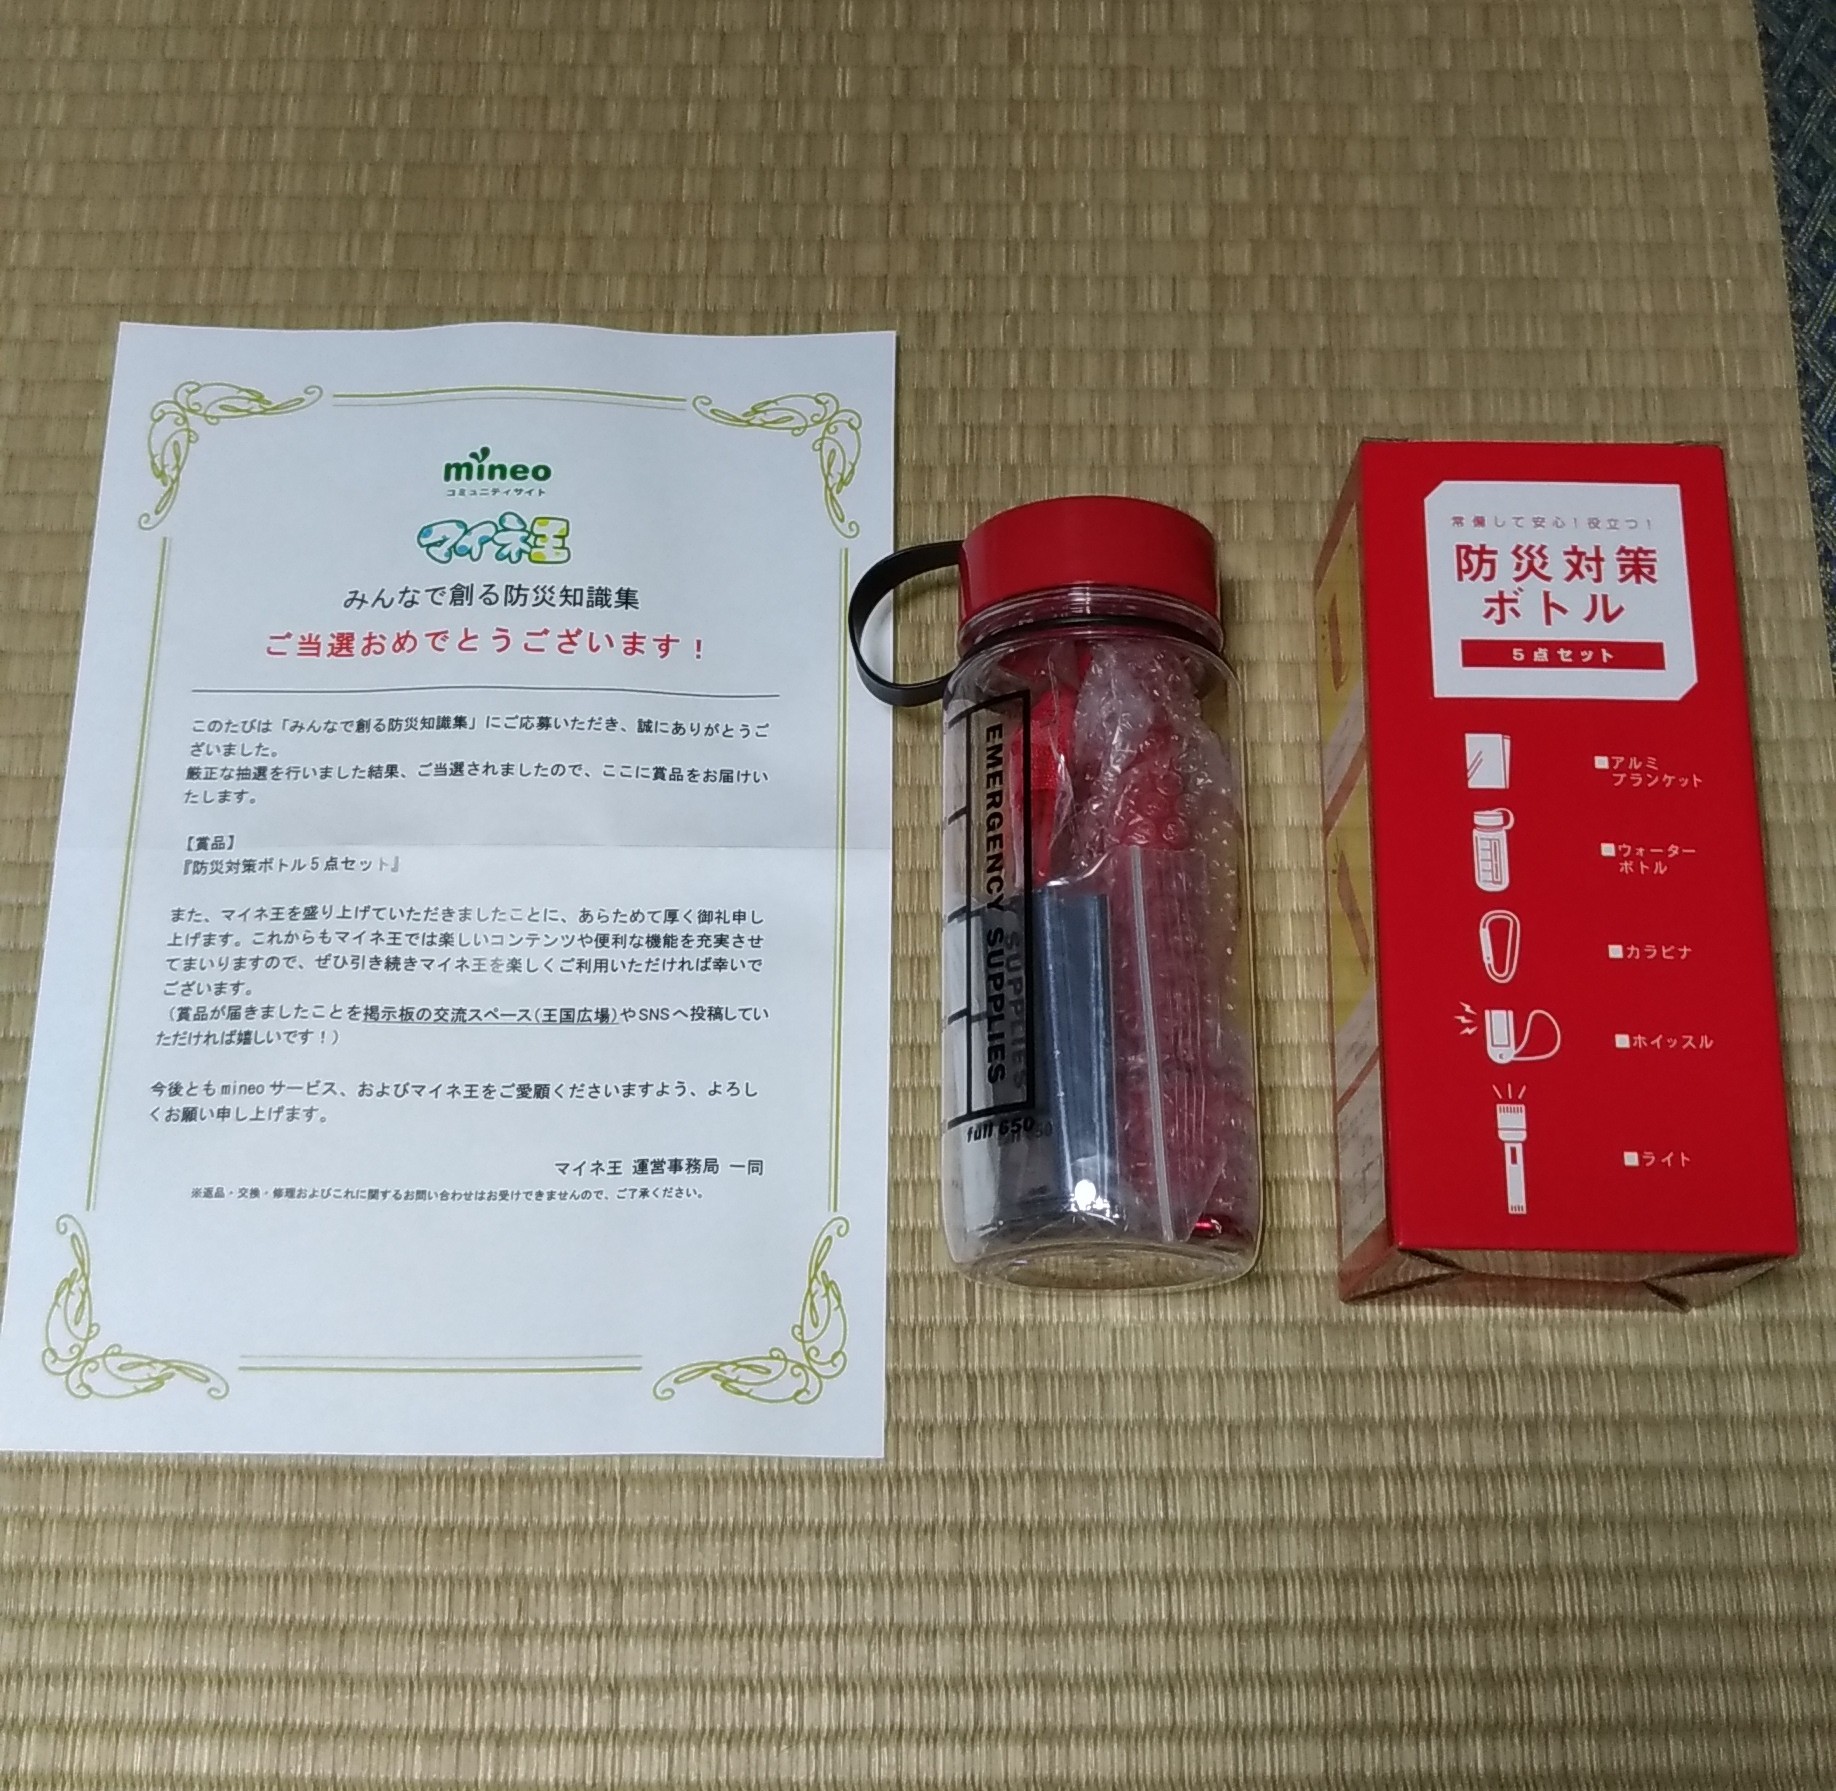 mineo
コミュニティサイト
マイネ王
みんなで創る防災知識集
ご当選おめでとうございます！
このたびは「みんなで創る防災知識集」にご応募いただき、誠にありがとうご
ざいました。
厳正な抽選を行いました結果、ご当選されましたので、ここに賞品をお届けい
たします。
【賞品】
『防災対策ボトル5点セット』
また、マイネ王を盛り上げていただきましたことに、あらためて厚く御礼申し
上げます。これからもマイネ王では楽しいコンテンツや便利な機能を充実させ
てまいりますので、ぜひ引き続きマイネ王を楽しくご利用いただければ幸いで
ございます。
（賞品が届きましたことを掲示板の交流スペース(王国広場)やSNSへ投稿してい
ただければ嬉しいです！）
今後ともmineoサービス、およびマイネ王をご愛顧くださいますよう、よろし
くお願い申し上げます。
マイネ王 運営事務局 一同
※返品・交換・修理およびこれに関するお問い合わせはお受けできませんので、ご了承ください。
EMERGENCY SUPPLIES
full 650
常備して安心！役立つ！
防災対策
ボトル
5点セット
■アルミ
ブランケット
■ウォーター
ボトル
■カラビナ
■ホイッスル
■ライト